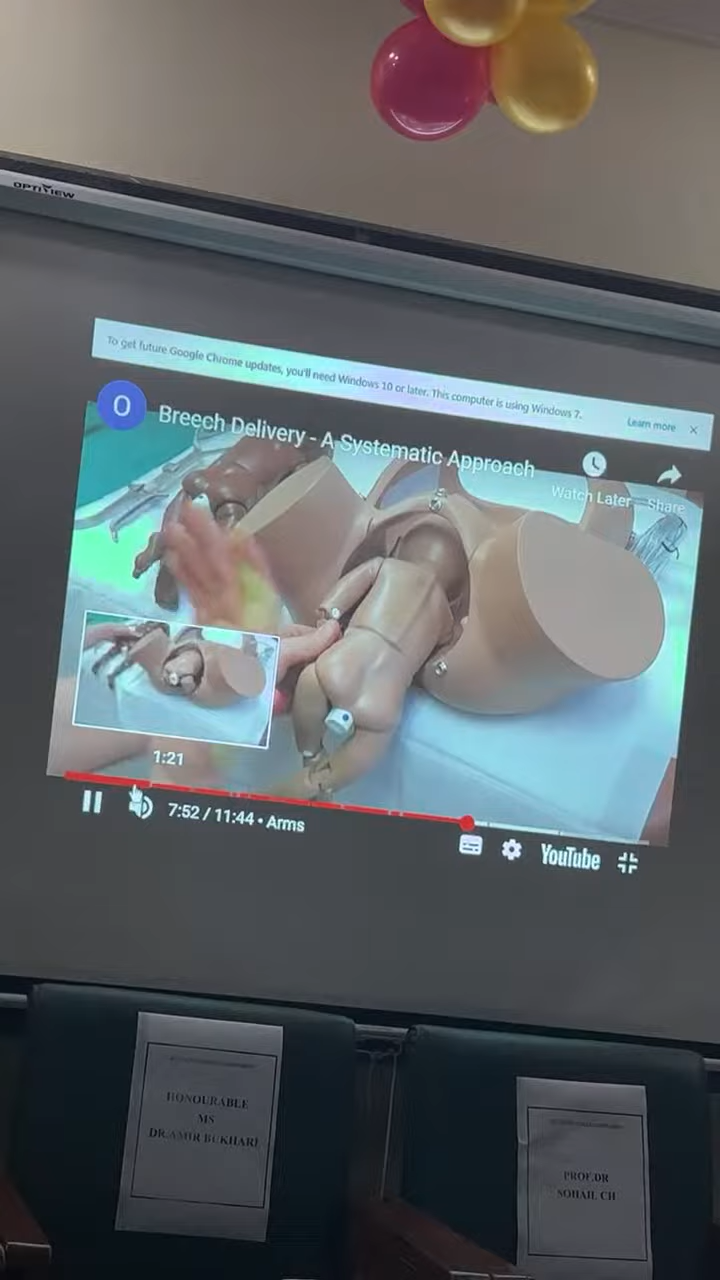 OPTIVIEW
To get future Google Chrome updates, you'll need Windows 10 or later. This computer is using Windows 7.
Learn more
O
Breech Delivery - A Systematic Approach
Watch Later
Share
1:21
7:52 / 11:44 • Arms
YouTube
HONOURABLE
MS
DR.AMIR BUKHARI
PROF.DR
SOHAIL CH